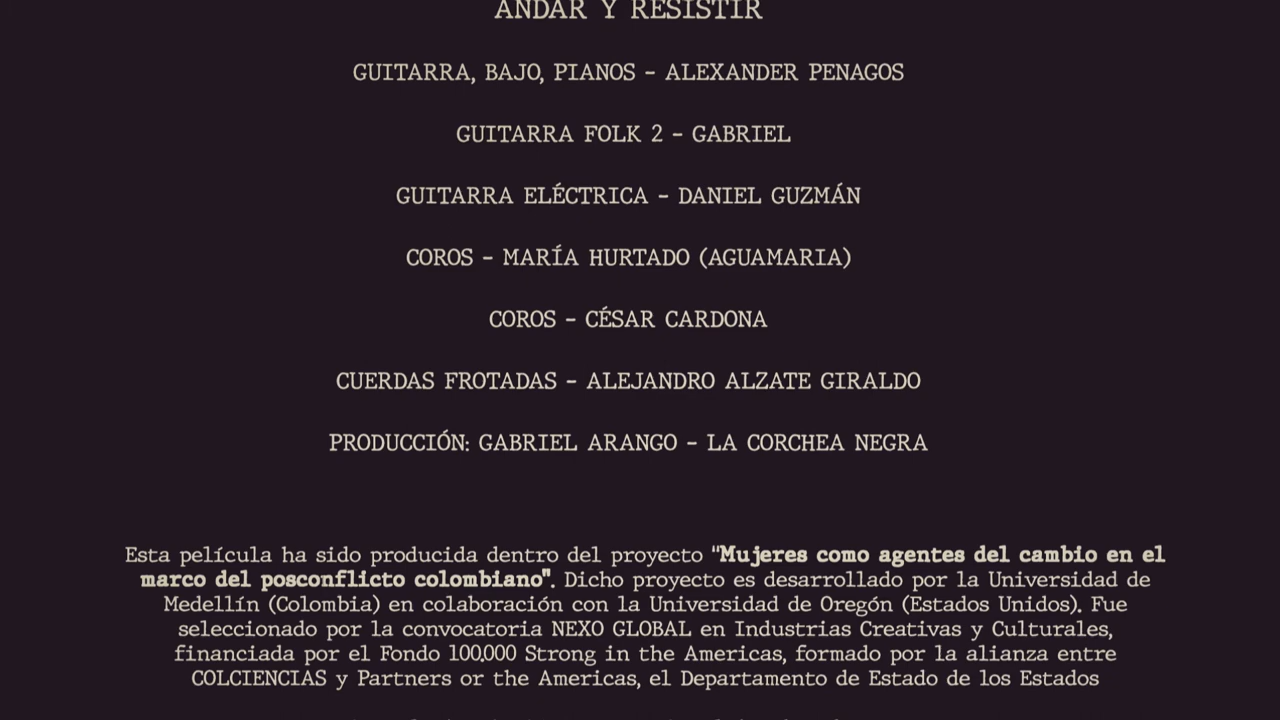 ANDAR Y RESISTIR
GUITARRA, BAJO, PIANOS - ALEXANDER PENAGOS
GUITARRA FOLK 2 - GABRIEL
GUITARRA ELÉCTRICA - DANIEL GUZMÁN
COROS - MARÍA HURTADO (AGUAMARIA)
COROS - CÉSAR CARDONA
CUERDAS FROTADAS - ALEJANDRO ALZATE GIRALDO
PRODUCCIÓN: GABRIEL ARANGO - LA CORCHEA NEGRA
Esta película ha sido producida dentro del proyecto "Mujeres como agentes del cambio en el
marco del posconflicto colombiano". Dicho proyecto es desarrollado por la Universidad de
Medellín (Colombia) en colaboración con la Universidad de Oregón (Estados Unidos). Fue
seleccionado por la convocatoria NEXO GLOBAL en Industrias Creativas y Culturales,
financiada por el Fondo 100,000 Strong in the Americas, formado por la alianza entre
COLCIENCIAS y Partners or the Americas, el Departamento de Estado de los Estados